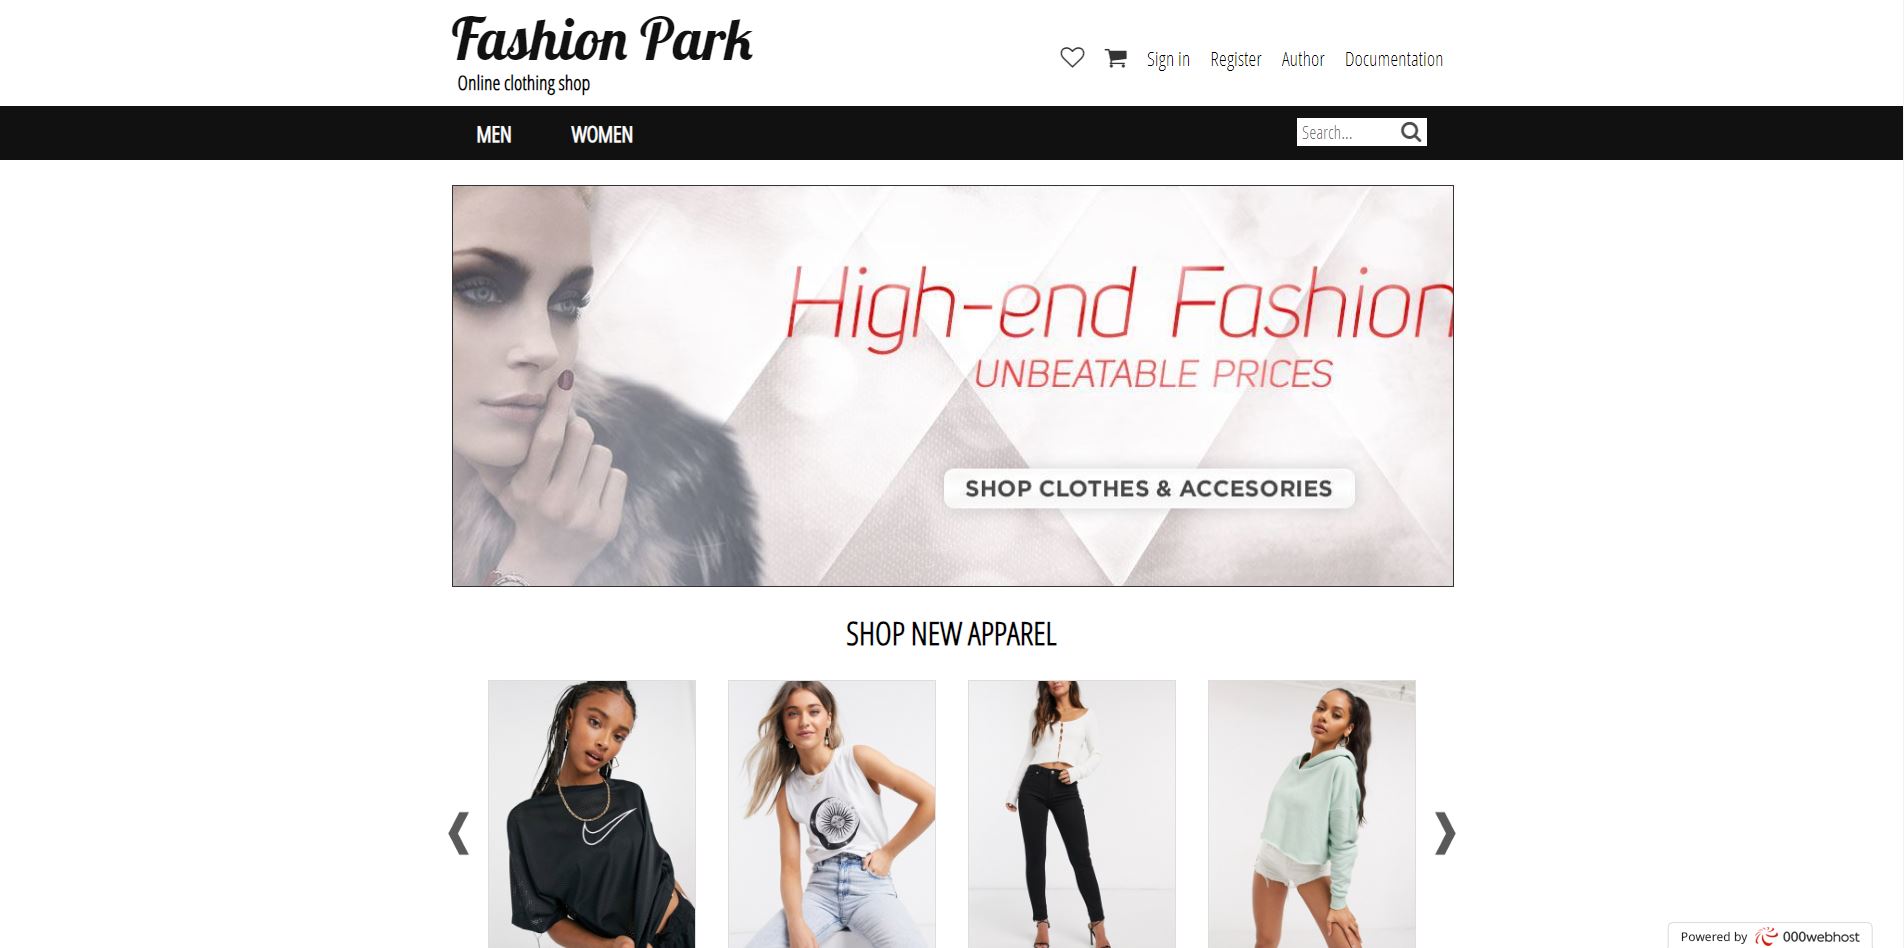 Fashion Park
Online clothing shop
Sign in Register Author Documentation
MEN WOMEN
Search...
High-end Fashion
UNBEATABLE PRICES
SHOP CLOTHES & ACCESORIES
SHOP NEW APPAREL
Powered by 000webhost